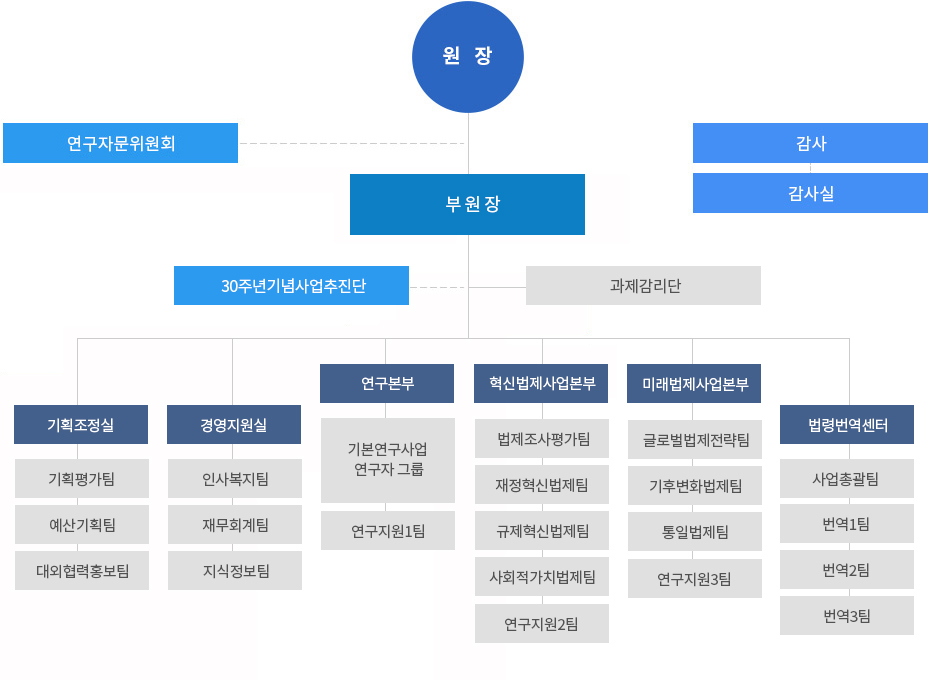 원 장
연구자문위원회
감사
감사실
부원장
30주년기념사업추진단
과제감리단
기획조정실
기획평가팀
예산기획팀
대외협력홍보팀
경영지원실
인사복지팀
재무회계팀
지식정보팀
연구본부
기본연구사업
연구자 그룹
연구지원1팀
혁신법제사업본부
법제조사평가팀
재정혁신법제팀
규제혁신법제팀
사회적가치법제팀
연구지원2팀
미래법제사업본부
글로벌법제전략팀
기후변화법제팀
통일법제팀
연구지원3팀
법령번역센터
사업총괄팀
번역1팀
번역2팀
번역3팀